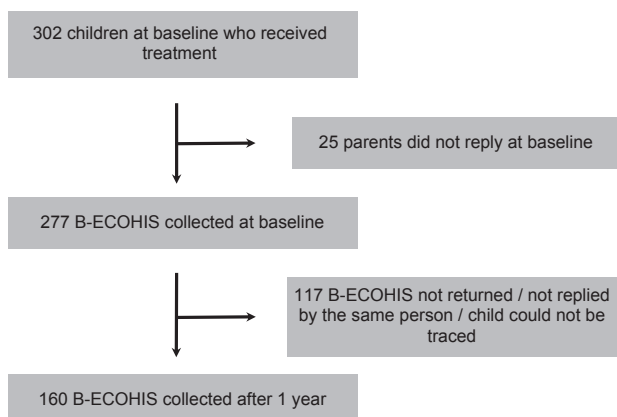 302 children at baseline who received
treatment
25 parents did not reply at baseline
277 B-ECOHIS collected at baseline
117 B-ECOHIS not returned / not replied
by the same person / child could not be
traced
160 B-ECOHIS collected after 1 year